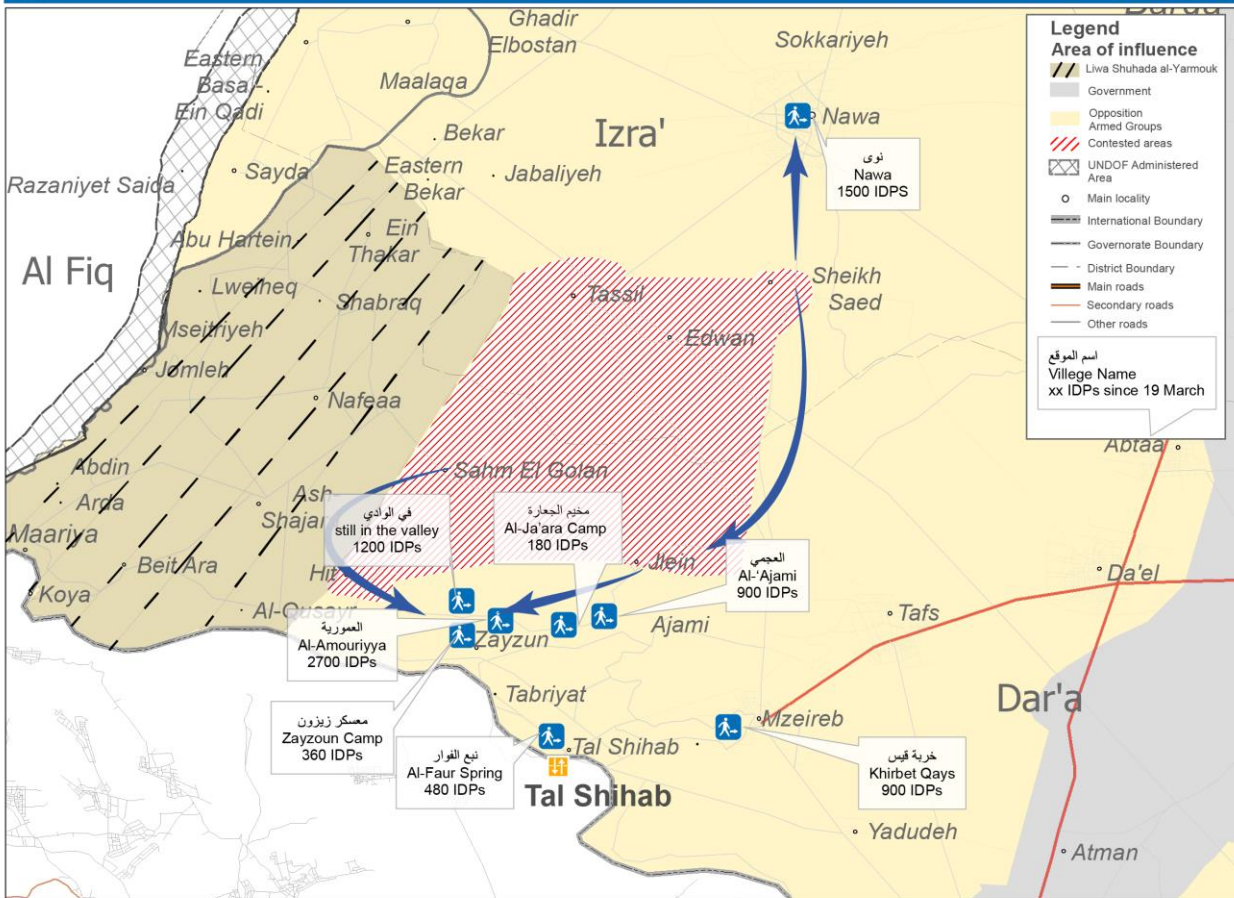 Ghadir
Elbostan
Sokkariyeh
Eastern
Basa -
Ein Qadi
Maalaqa
Bekar
Izra'
Nawa
نوى
Nawa
1500 IDPS
Razaniyet Saida
Sayda
Eastern
Bekar
Jabaliyeh
Abu Hartein
Ein
Thakar
Al Fiq
Lweiheq
Shabraq
Mseitriyeh
Jomleh
Tassil
Sheikh
Saed
Edwan
Nafeaa
Sahm El Golan
Abdin
Arda
Ash
Shajar
Maariya
Beit Ara
Koya
Hit
Al-Qusayr
في الوادي
still in the valley
1200 IDPs
مخيم الجعارة
Al-Ja'ara Camp
180 IDPs
Jlein
العجمي
Al-'Ajami
900 IDPs
Ajami
العمورية
Al-Amouriyya
2700 IDPs
Zayzun
Tabriyat
معسكر زيزون
Zayzoun Camp
360 IDPs
نبع الفوار
Al-Faur Spring
480 IDPs
Tal Shihab
Tal Shihab
Mzeireb
خربة قيس
Khirbet Qays
900 IDPs
Tafs
Da'el
Dar'a
Yadudeh
Atman
Abtaa
Legend
Area of influence
Liwa Shuhada al-Yarmouk
Government
Opposition
Armed Groups
Contested areas
UNDOF Administered
Area
Main locality
International Boundary
Governorate Boundary
District Boundary
Main roads
Secondary roads
Other roads
اسم الموقع
Villege Name
xx IDPs since 19 March